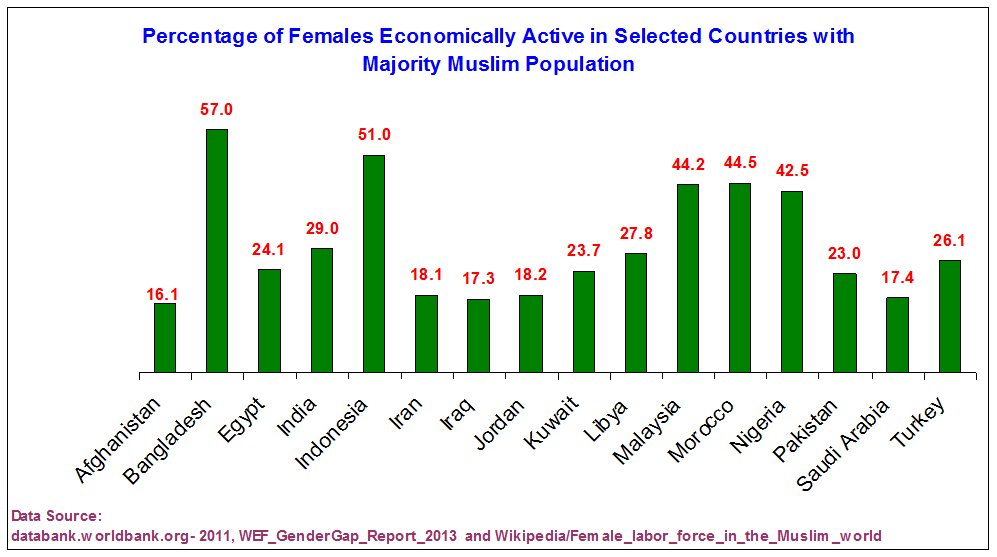 Percentage of Females Economically Active in Selected Countries with
Majority Muslim Population
57.0
51.0
44.2
44.5
42.5
29.0
27.8
26.1
24.1
23.7
23.0
18.1
18.2
17.3
17.4
16.1
Afghanistan
Bangladesh
Egypt
India
Indonesia
Iran
Iraq
Jordan
Kuwait
Libya
Malaysia
Morocco
Nigeria
Pakistan
Saudi Arabia
Turkey
Data Source:
databank.worldbank.org- 2011, WEF_GenderGap_Report_2013 and Wikipedia/Female_labor_force_in_the_Muslim_world